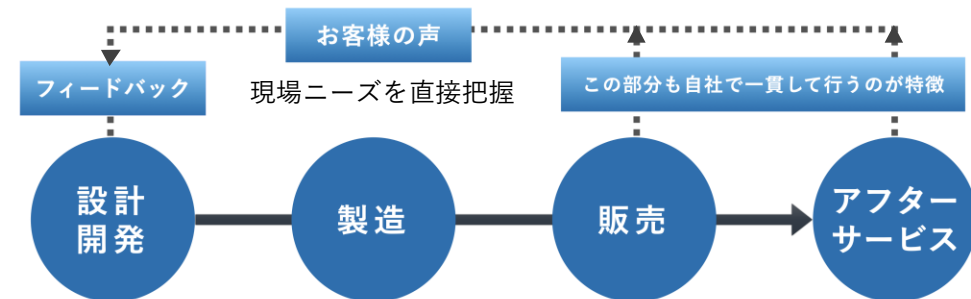 お客様の声
フィードバック
現場ニーズを直接把握
この部分も自社で一貫して行うのが特徴
設計
開発
製造
販売
アフター
サービス